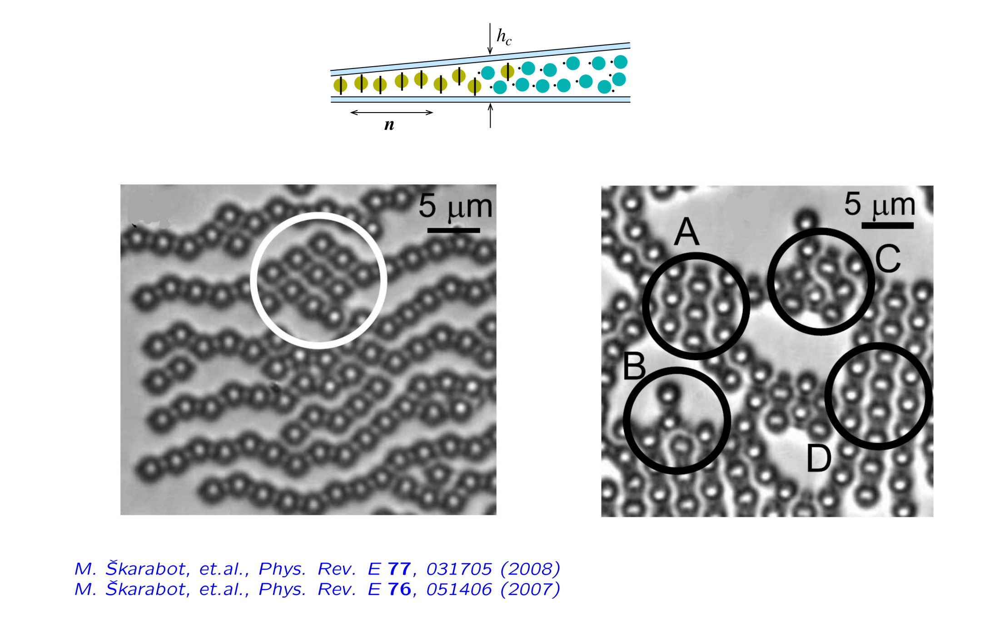 h_c
n
5 μm
5 μm
A
C
B
D
M. Škarabot, et.al., Phys. Rev. E 77, 031705 (2008)
M. Škarabot, et.al., Phys. Rev. E 76, 051406 (2007)